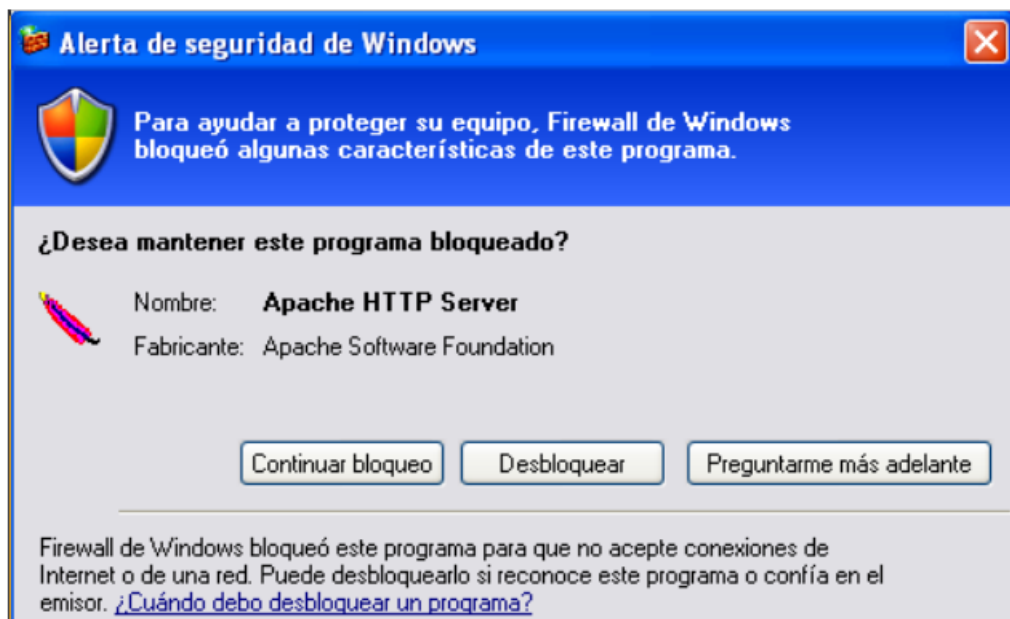 Alerta de seguridad de Windows
Para ayudar a proteger su equipo, Firewall de Windows
bloqueó algunas características de este programa.
¿Desea mantener este programa bloqueado?
Nombre: Apache HTTP Server
Fabricante: Apache Software Foundation
Continuar bloqueo Desbloquear Preguntarme más adelante
Firewall de Windows bloqueó este programa para que no acepte conexiones de
Internet o de una red. Puede desbloquearlo si reconoce este programa o confía en el
emisor. ¿Cuándo debo desbloquear un programa?